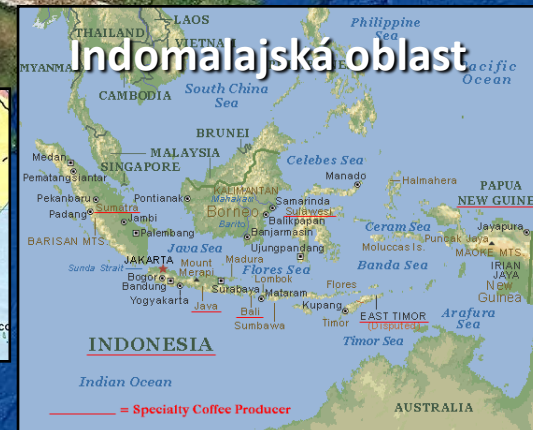 Indomalajská oblast
LAOS
THAILAND
VIETNAM
Philippine
Sea
MYANMAR
Pacific
Ocean
CAMBODIA
South China
Sea
BRUNEI
MALAYSIA
SINGAPORE
Celebes Sea
Medan
Pematangsiantar
Manado
Halmahera
PAPUA
NEW GUINE
Pekanbaru
Pontianak
KALIMANTAN
Mahakam
Samarinda
Padang
Sumatra
Borneo
Sulawesi
Jambi
Balikpapan
Barito
Ceram Sea
Jayapura
Palembang
Banjarmasin
Puncak Jaya
BARISAN MTS.
Java Sea
Ujungpandang
Moluccas Is.
MAOKE MTS.
JAKARTA
Madura
Sunda Strait
Mount
Merapi
Flores Sea
Banda Sea
IRIAN
JAYA
Bogor
Lombok
Bandung
Surabaya
Mataram
Flores
New
Guinea
Yogyakarta
Java
Bali
Kupang
EAST TIMOR
(Disputed)
Arafura
Sea
Sumbawa
Timor
INDONESIA
Timor Sea
Indian Ocean
= Specialty Coffee Producer
AUSTRALIA